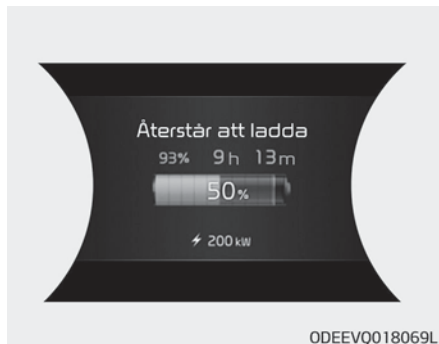 Återstår att ladda
93% 9h 13m
50%
200 kW
ODEEVQ018069L